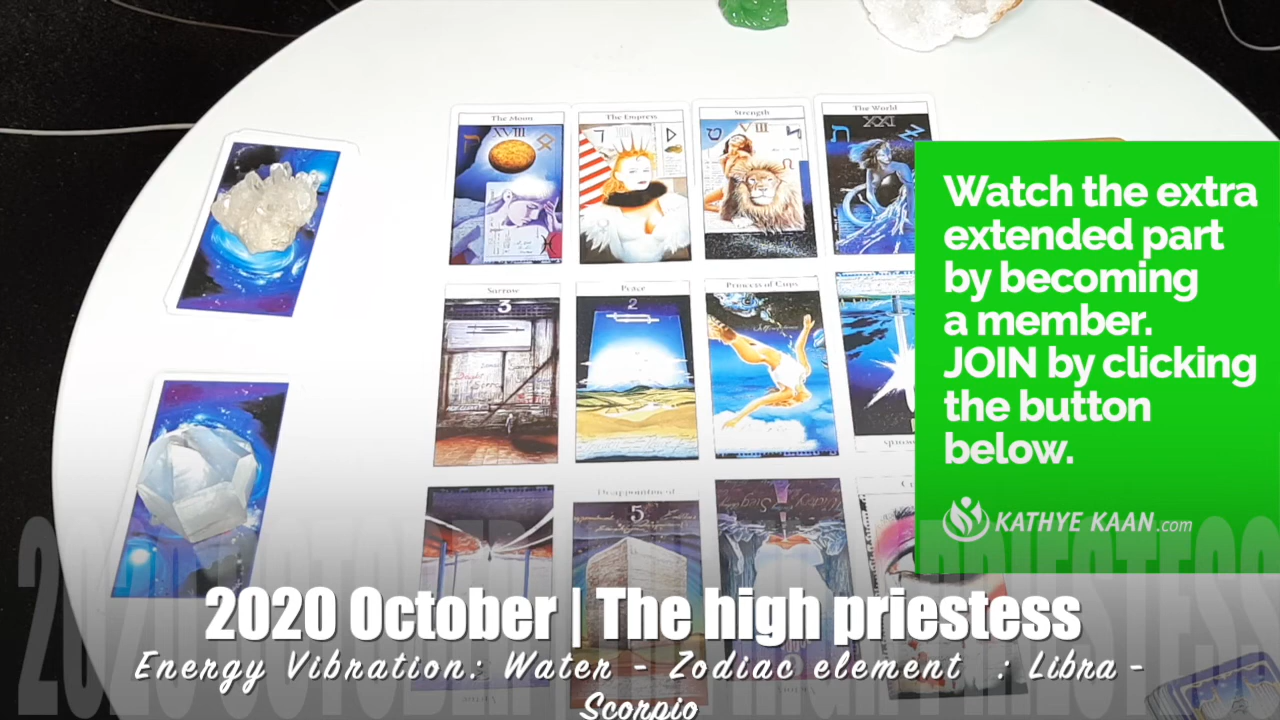 The Moon
XVIII
The Empress
Strength
VIII
The World
XXI
Watch the extra
extended part
by becoming
a member.
JOIN by clicking
the button
below.
KATHYE KAAN.com
Sorrow
3
Peace
2
Princess of Cups
Disappointment
5
2020 October | The high priestess
Energy Vibration: Water - Zodiac element : Libra -
Scorpio